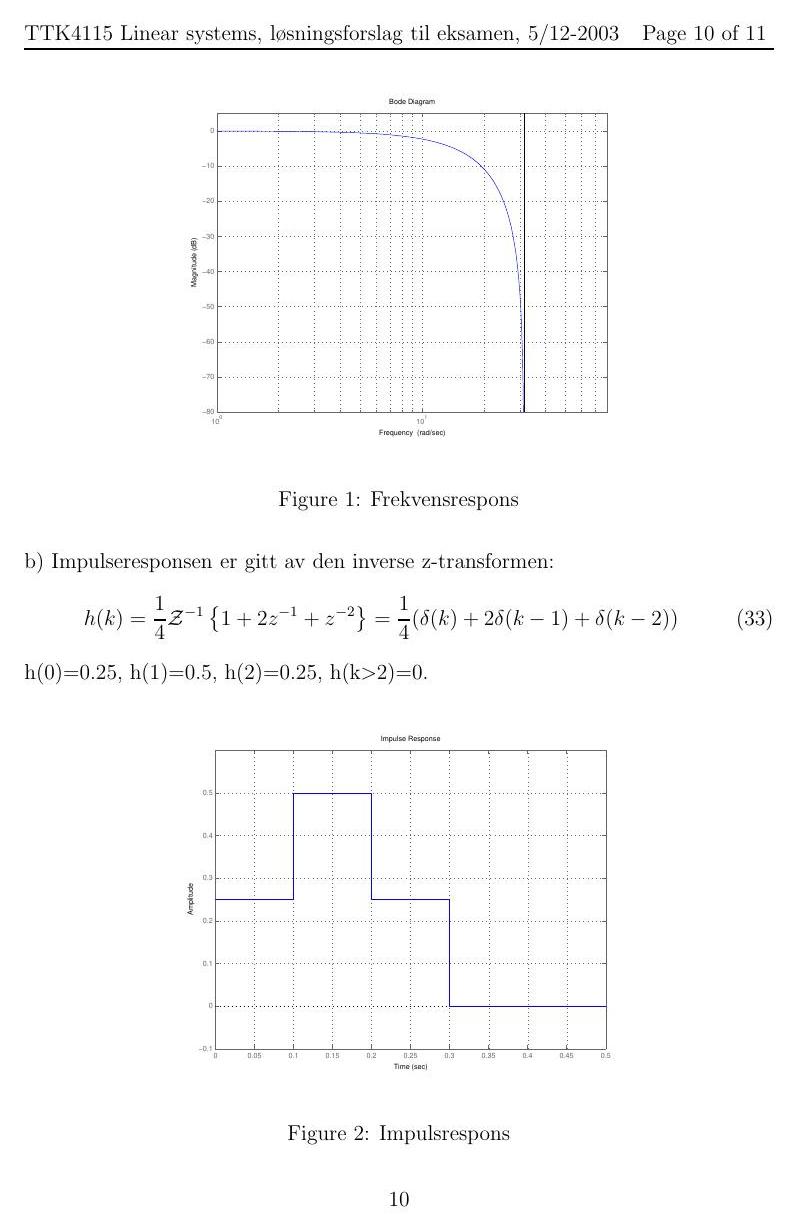 TTK4115 Linear systems, løsningsforslag til eksamen, 5/12-2003 Page 10 of 11
Bode Diagram
Magnitude (dB)
0
−10
−20
−30
−40
−50
−60
−70
−80
10^0 10^1
Frequency (rad/sec)
Figure 1: Frekvensrespons
b) Impulseresponsen er gitt av den inverse z-transformen:
h(k) = \frac{1}{4} \mathcal{Z}^{-1} \{1 + 2z^{-1} + z^{-2}\} = \frac{1}{4} (δ(k) + 2δ(k − 1) + δ(k − 2)) (33)
h(0)=0.25, h(1)=0.5, h(2)=0.25, h(k>2)=0.
Impulse Response
Amplitude
0.5
0.4
0.3
0.2
0.1
0
−0.1
0 0.05 0.1 0.15 0.2 0.25 0.3 0.35 0.4 0.45 0.5
Time (sec)
Figure 2: Impulsrespons
10